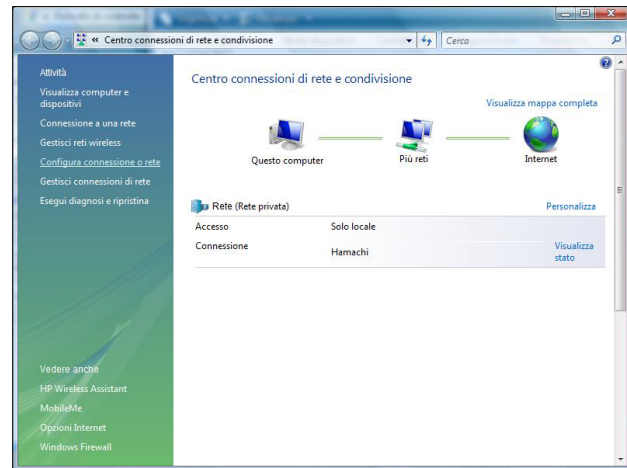 Centro connessioni di rete e condivisione
Cerca
Attività
Visualizza computer e
dispositivi
Connessione a una rete
Gestisci reti wireless
Configura connessione o rete
Gestisci connessioni di rete
Esegui diagnosi e ripristina
Vedere anche
HP Wireless Assistant
MobileMe
Opzioni Internet
Windows Firewall
Centro connessioni di rete e condivisione
Visualizza mappa completa
Questo computer
Più reti
Internet
Rete (Rete privata)
Personalizza
Accesso
Solo locale
Connessione
Hamachi
Visualizza
stato